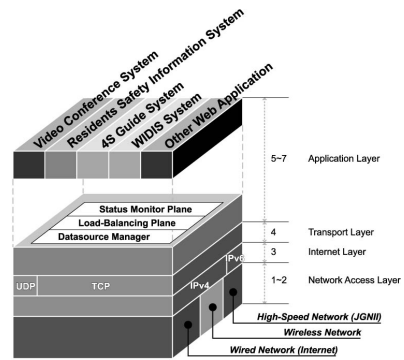 Video Conference System
Residents Safety Information System
4S Guide System
WIDIS System
Other Web Application
5~7 Application Layer
Status Monitor Plane
Load-Balancing Plane
Datasource Manager
4 Transport Layer
3 Internet Layer
1~2 Network Access Layer
UDP
TCP
IPv4
IPv6
High-Speed Network (JGNII)
Wireless Network
Wired Network (Internet)